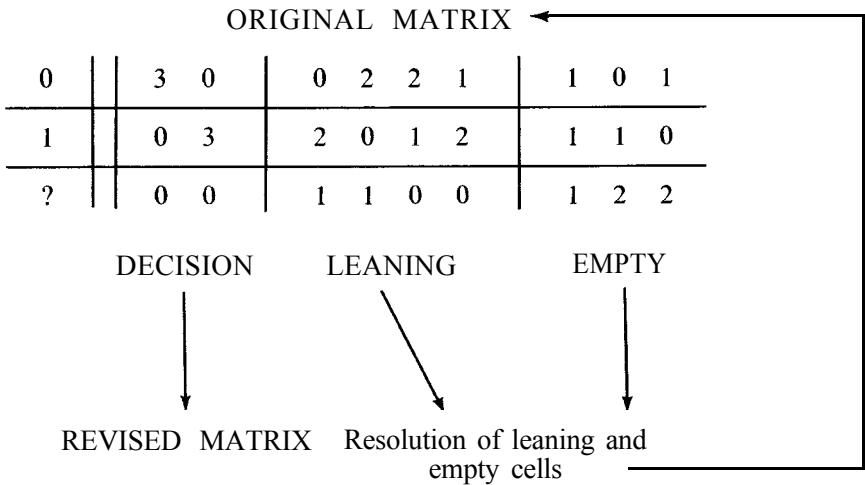 ORIGINAL MATRIX
0 3 0 0 2 2 1 1 0 1
1 0 3 2 0 1 2 1 1 0
? 0 0 1 1 0 0 1 2 2
DECISION LEANING EMPTY
REVISED MATRIX Resolution of leaning and
empty cells